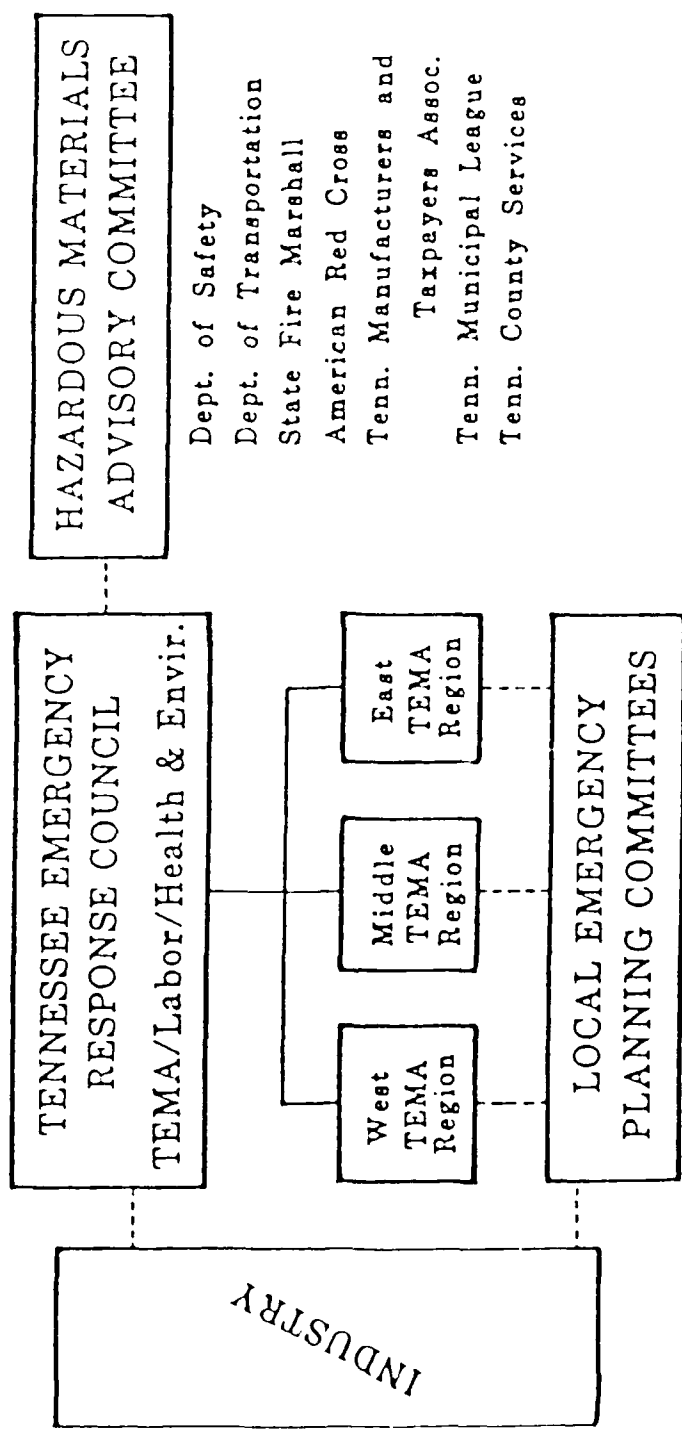 HAZARDOUS MATERIALS
ADVISORY COMMITTEE
Dept. of Safety
Dept. of Transportation
State Fire Marshall
American Red Cross
Tenn. Manufacturers and
Taxpayers Assoc.
Tenn. Municipal League
Tenn. County Services
TENNESSEE EMERGENCY
RESPONSE COUNCIL
TEMA/Labor/Health & Envir.
West
TEMA
Region
Middle
TEMA
Region
East
TEMA
Region
LOCAL EMERGENCY
PLANNING COMMITTEES
INDUSTRY